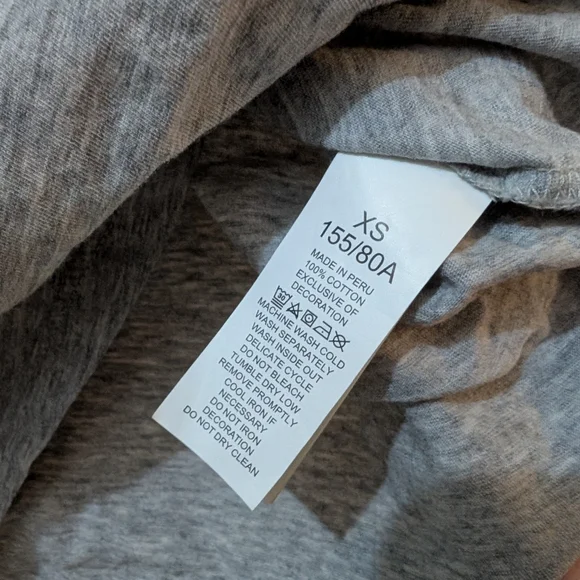 XS
155/80A
MADE IN PERU
100% COTTON
EXCLUSIVE OF
DECORATION
30
MACHINE WASH COLD
WASH SEPARATELY
WASH INSIDE OUT
DELICATE CYCLE
DO NOT BLEACH
TUMBLE DRY LOW
REMOVE PROMPTLY
COOL IRON IF
NECESSARY
DO NOT IRON
DECORATION
DO NOT DRY CLEAN